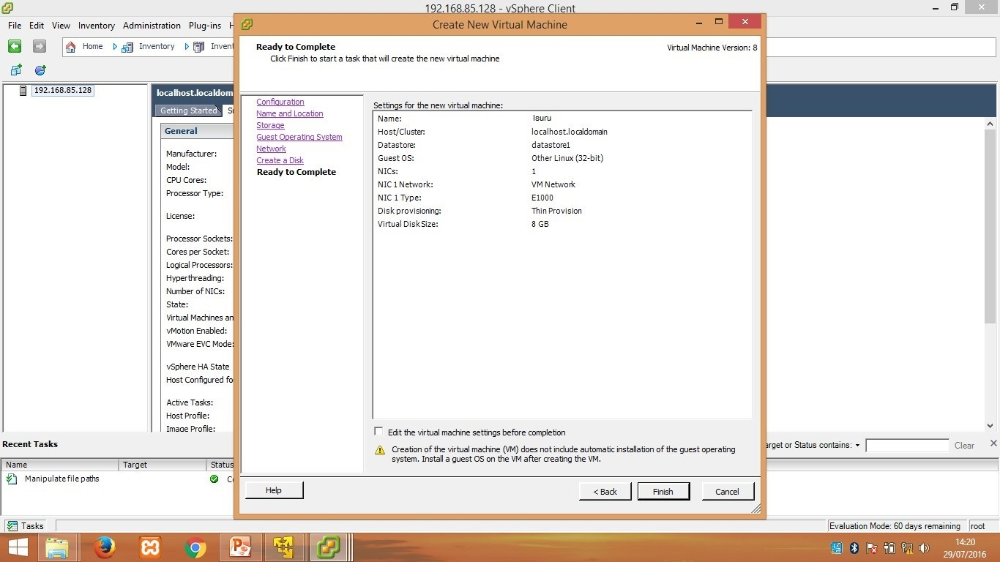 192.168.85.128 - vSphere Client
File Edit View Inventory Administration Plug-ins
Home Inventory
192.168.85.128
Getting Started
General
Manufacturer:
Model:
CPU Cores:
Processor Type:
License:
Processor Sockets:
Cores per Socket:
Logical Processors:
Hyperthreading:
Number of NICs:
State:
Virtual Machines
vMotion Enabled:
VMware EVC Mode:
vSphere HA State
Host Configured
Active Tasks:
Host Profile:
Image Profile:
Create New Virtual Machine
Ready to Complete
Click Finish to start a task that will create the new virtual machine
Virtual Machine Version: 8
Configuration
Name and Location
Storage
Guest Operating System
Network
Create a Disk
Ready to Complete
Settings for the new virtual machine:
Name: Isuru
Host/Cluster: localhost.localdomain
Datastore: datastore1
Guest OS: Other Linux (32-bit)
NICs: 1
NIC 1 Network: VM Network
NIC 1 Type: E1000
Disk provisioning: Thin Provision
Virtual Disk Size: 8 GB
Edit the virtual machine settings before completion
Creation of the virtual machine (VM) does not include automatic installation of the guest operating
system. Install a guest OS on the VM after creating the VM.
Help < Back Finish Cancel
Recent Tasks
or Status contains: Clear
Name Target Status
Manipulate file paths
Tasks
Evaluation Mode: 60 days remaining root
14:20
29/07/2016